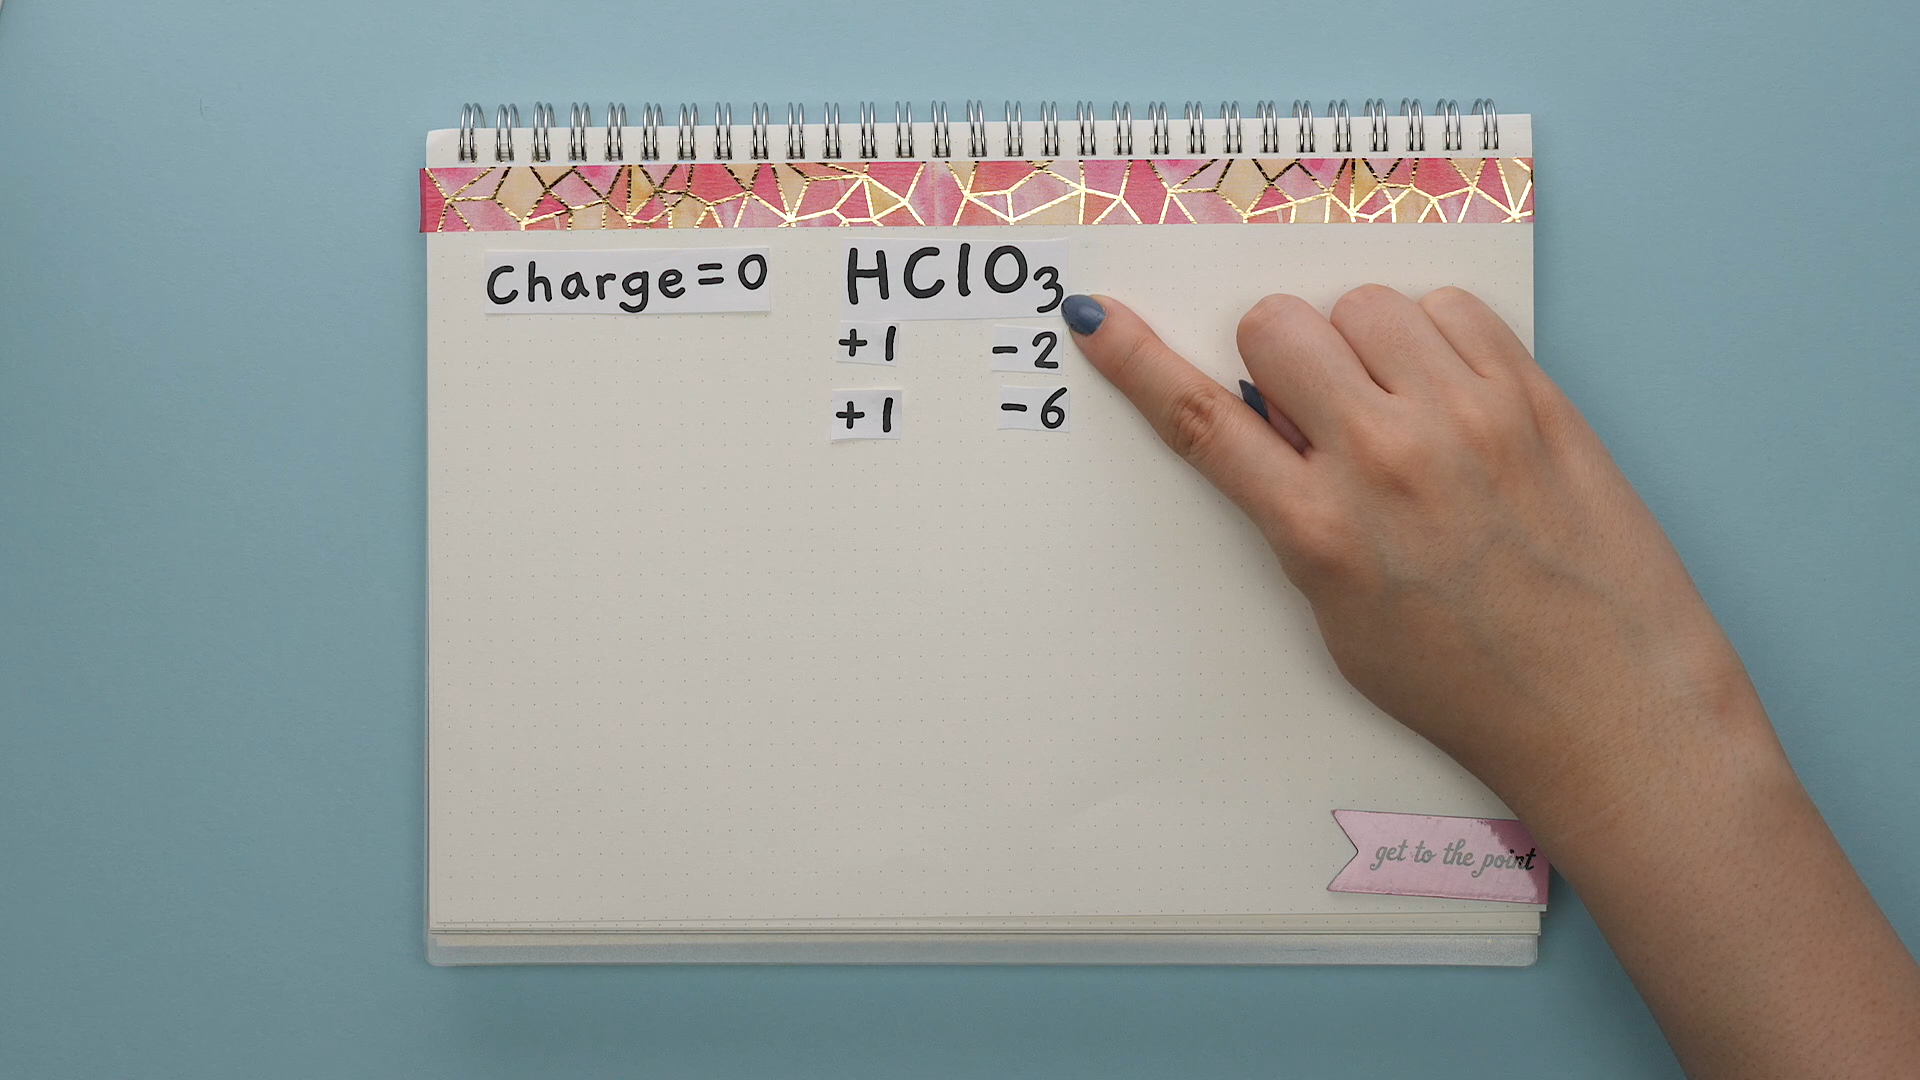 Charge=0 HClO₃
+1 -2
+1 -6
get to the point